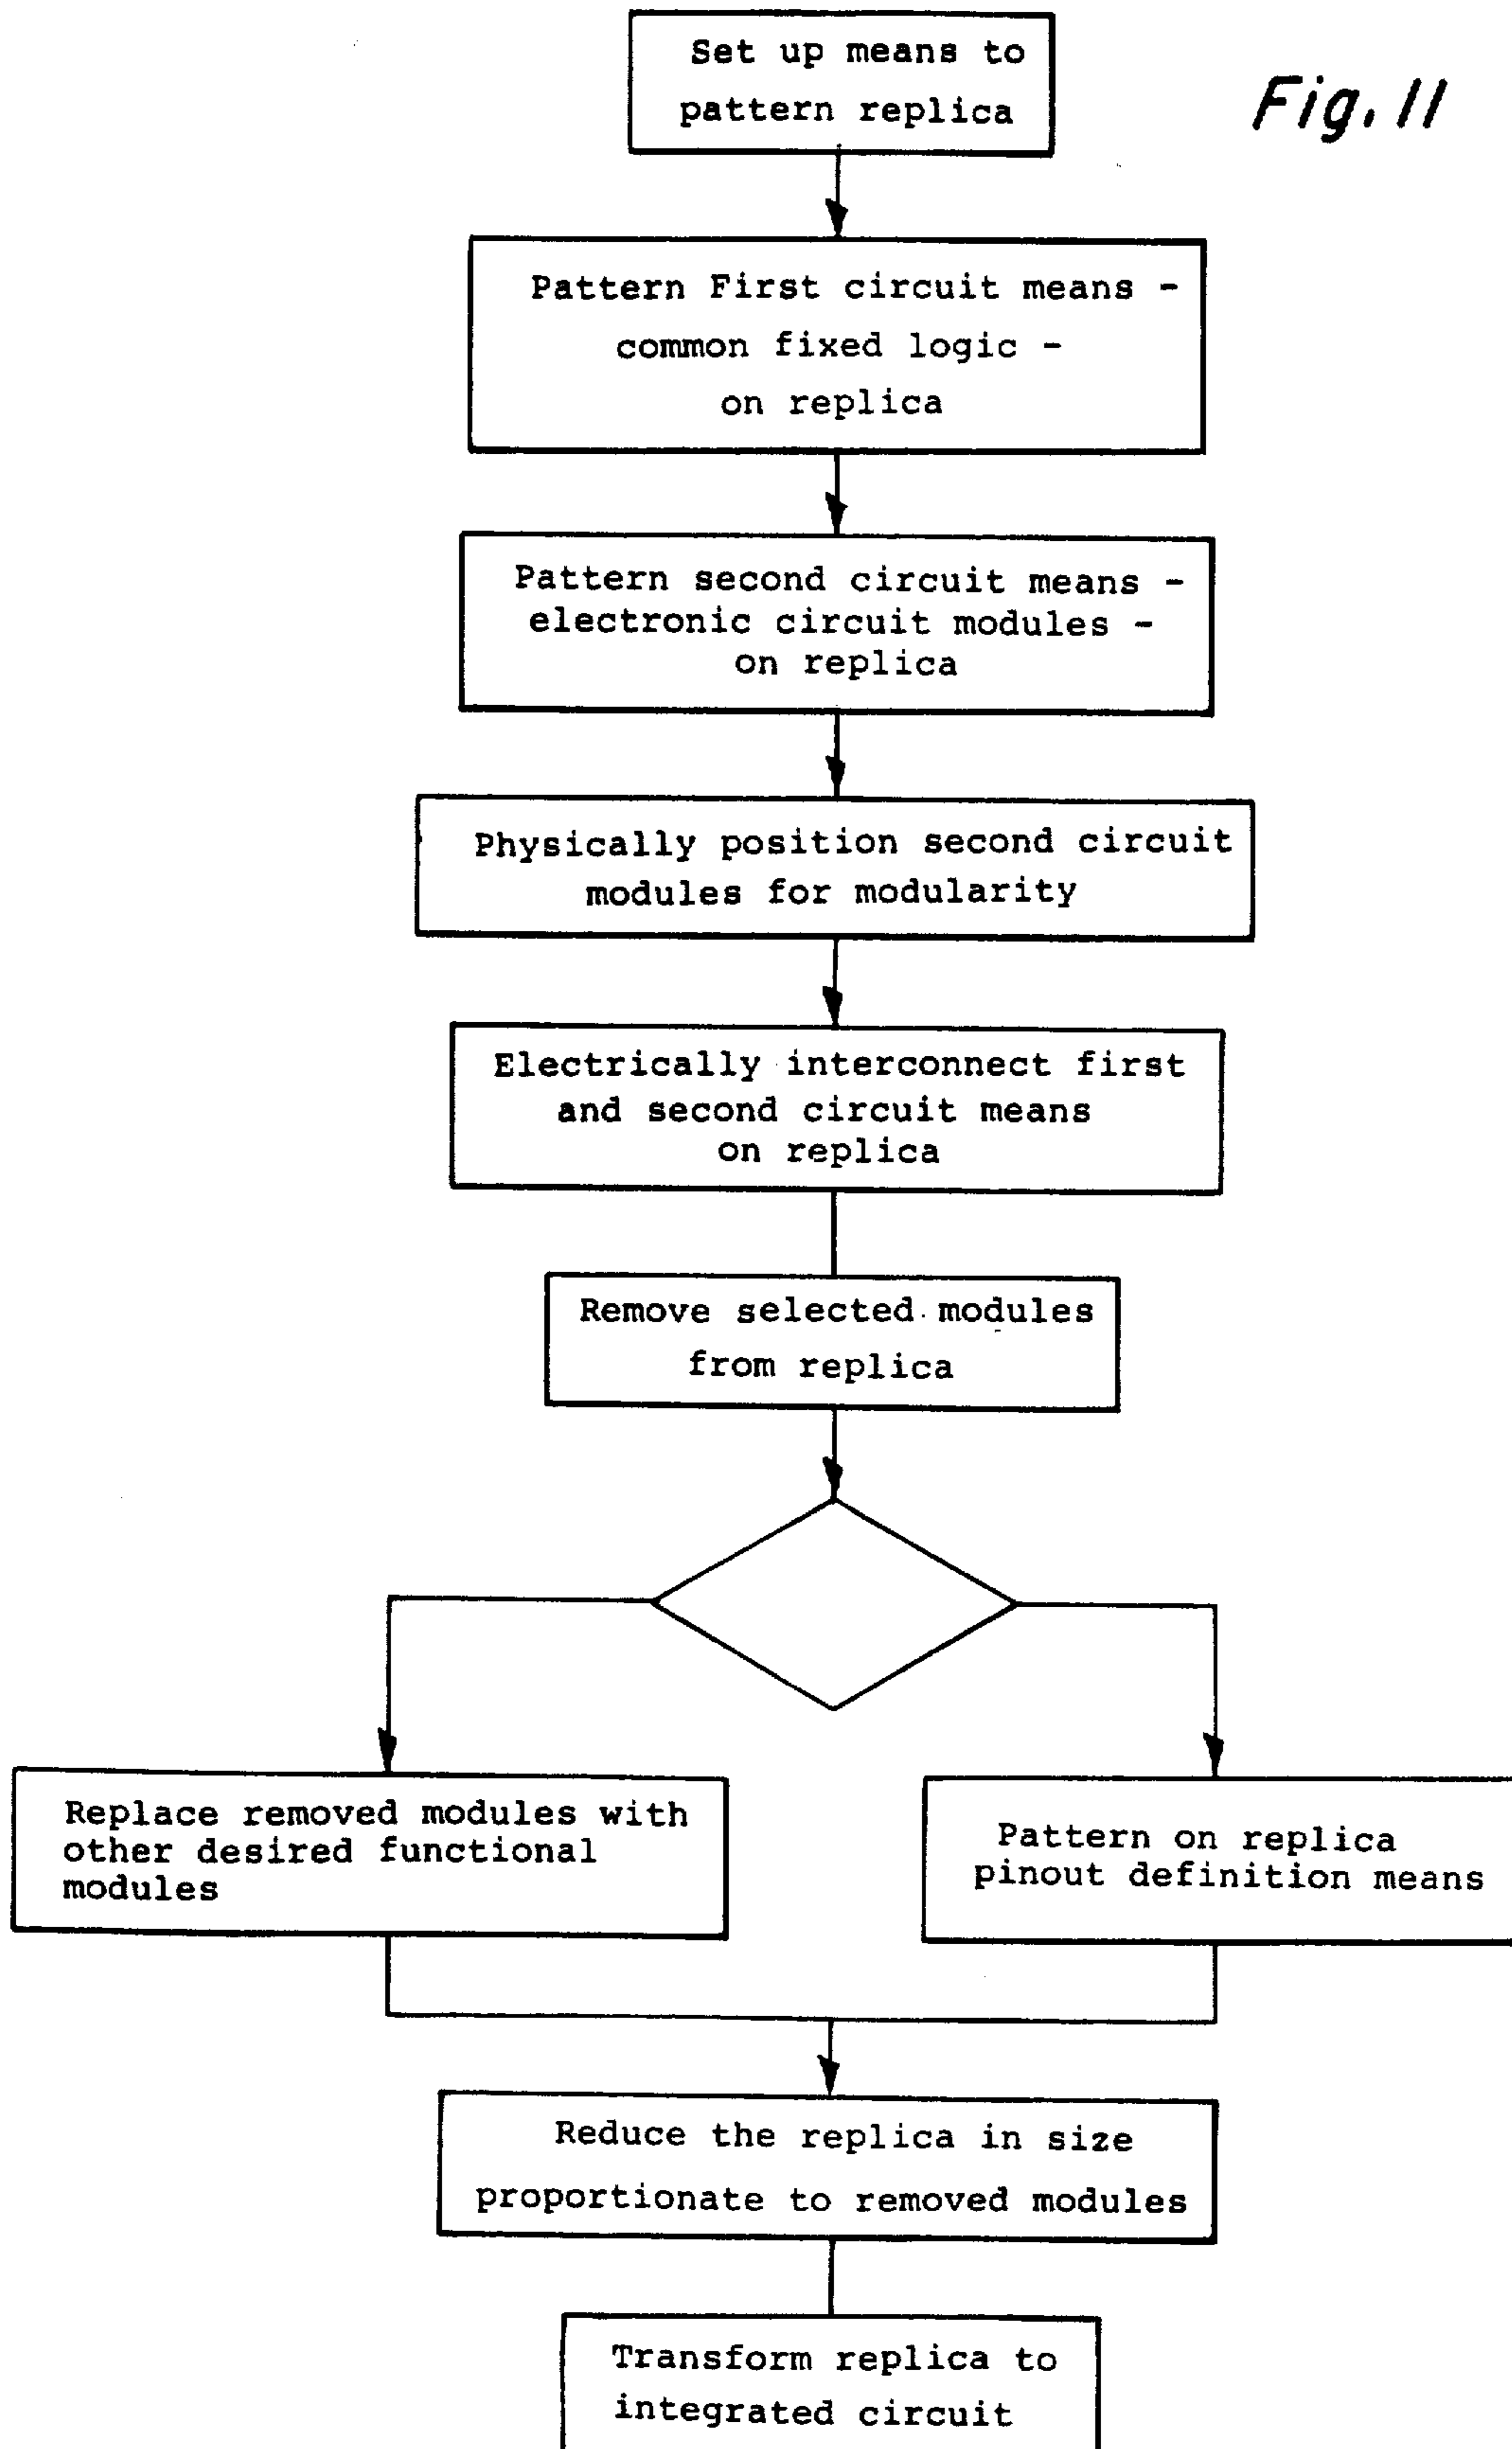 Set up means to
pattern replica
Fig. 11
Pattern First circuit means -
common fixed logic -
on replica
Pattern second circuit means -
electronic circuit modules -
on replica
Physically position second circuit
modules for modularity
Electrically interconnect first
and second circuit means
on replica
Remove selected modules
from replica
Replace removed modules with
other desired functional
modules
Pattern on replica
pinout definition means
Reduce the replica in size
proportionate to removed modules
Transform replica to
integrated circuit